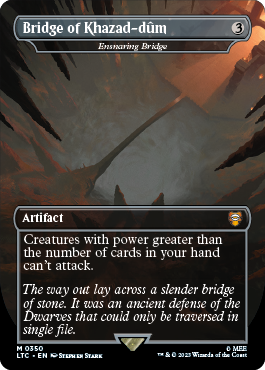 Bridge of Khazad-dûm 3
Ensnaring Bridge
Artifact
Creatures with power greater than
the number of cards in your hand
can't attack.
The way out lay across a slender bridge
of stone. It was ancient defense of the
Dwarves that could only be traversed in
single file.
M 0350
LTC • EN Stephen Stark
& MEE
™ & © 2023 Wizards of the Coast